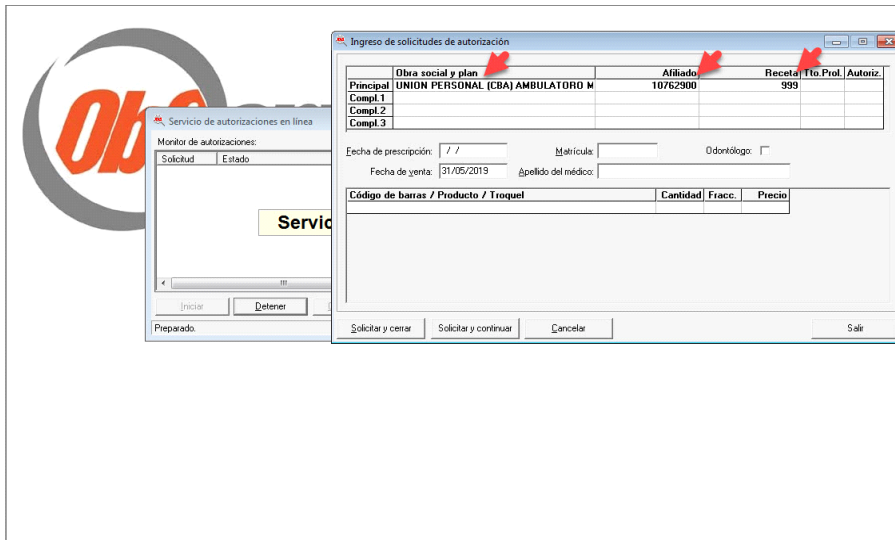 Ingreso de solicitudes de autorización
Obra social y plan Afiliado Receta Tto.Prol. Autoriz.
Principal UNION PERSONAL (CBA) AMBULATORO M 10762900 999
Compl.1
Compl.2
Compl.3
Fecha de prescripción: / / Matrícula: Odontólogo:
Fecha de venta: 31/05/2019 Apellido del médico:
Código de barras / Producto / Troquel Cantidad Fracc. Precio
Solicitar y cerrar Solicitar y continuar Cancelar Salir
Servicio de autorizaciones en línea
Monitor de autorizaciones:
Solicitud Estado
Servic
Iniciar Detener
Preparado.
Ob